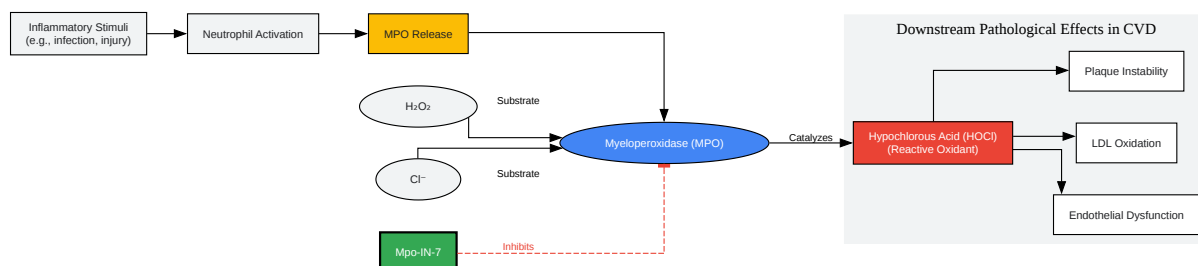 Inflammatory Stimuli
(e.g., infection, injury)
Neutrophil Activation
MPO Release
Downstream Pathological Effects in CVD
Plaque Instability
H₂O₂
Substrate
Myeloperoxidase (MPO)
Catalyzes
Hypochlorous Acid (HOCl)
(Reactive Oxidant)
LDL Oxidation
Cl⁻
Substrate
Endothelial Dysfunction
Mpo-IN-7
Inhibits